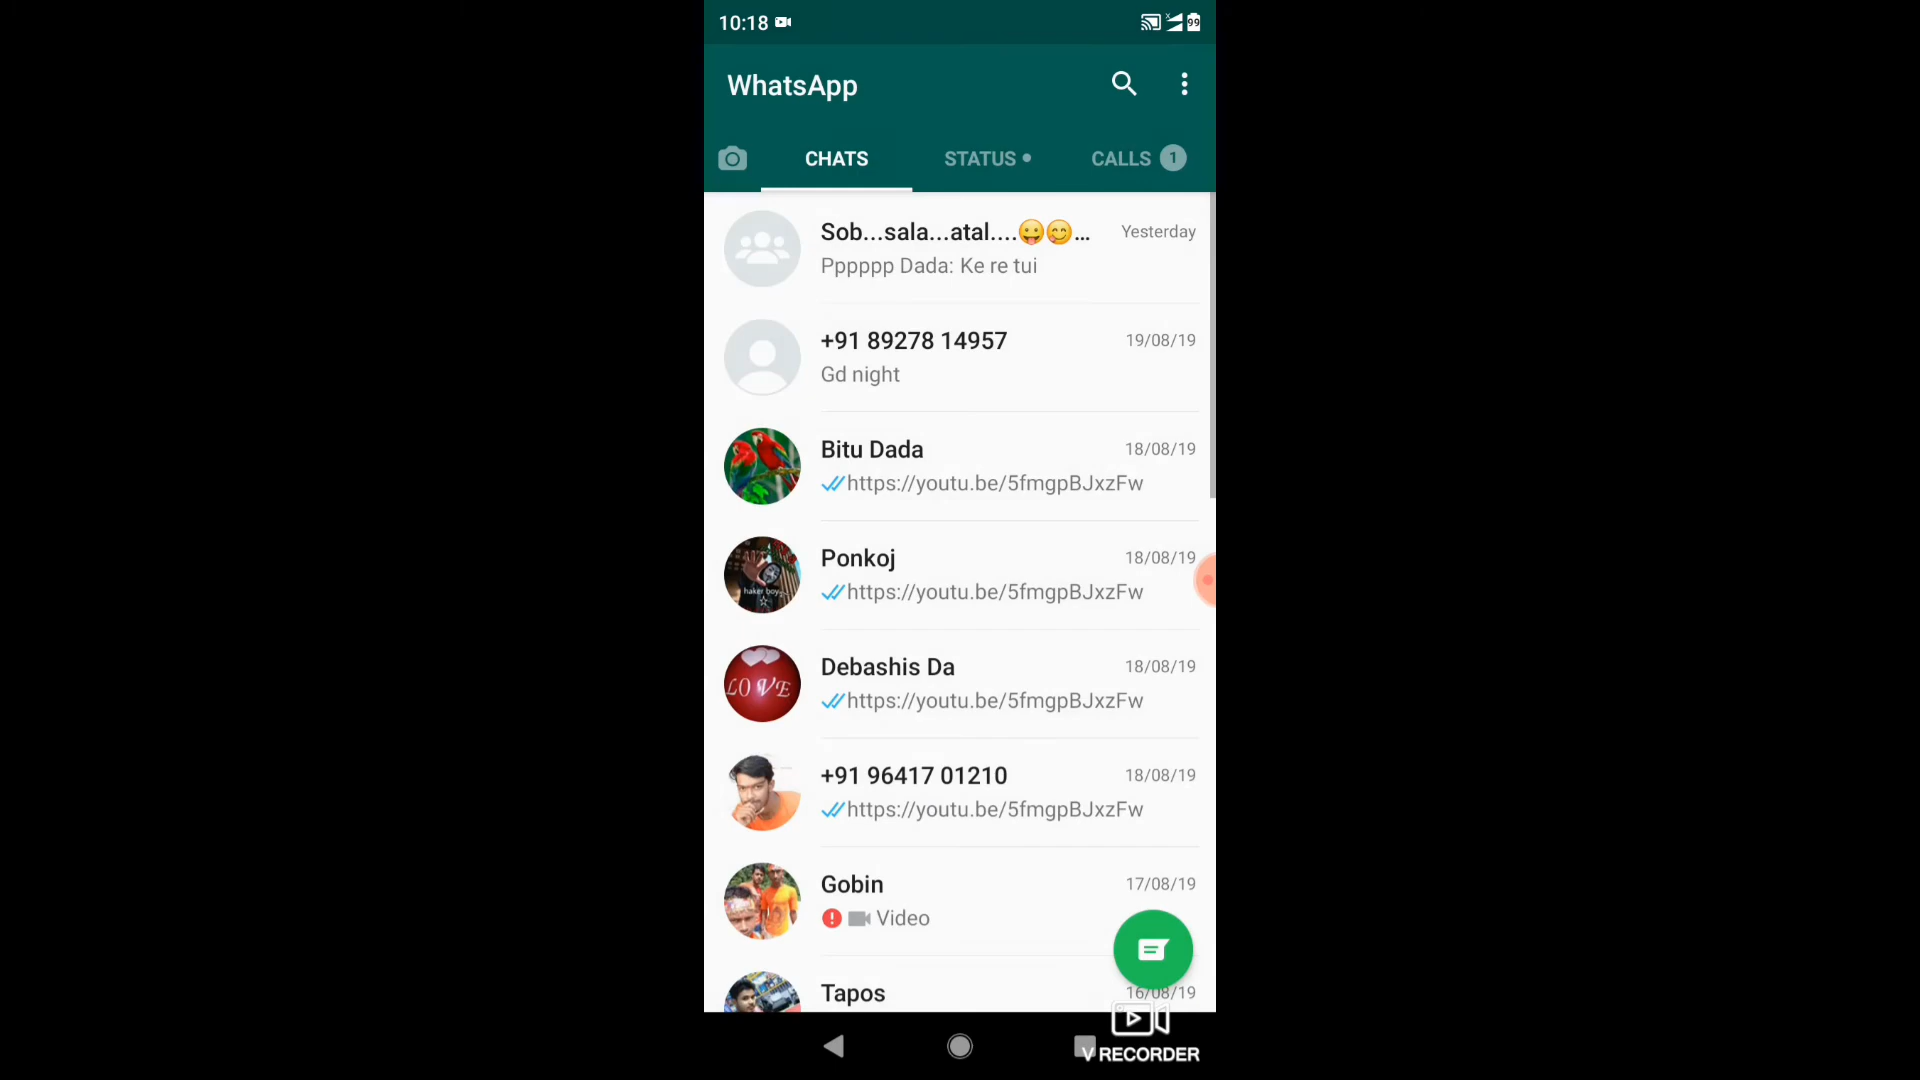 10:18
99
WhatsApp
CHATS
STATUS
CALLS 1
Sob...sala...atal....😛😋...
Yesterday
Pppppp Dada: Ke re tui
+91 89278 14957
19/08/19
Gd night
Bitu Dada
18/08/19
https://youtu.be/5fmgpBJxzFw
Ponkoj
18/08/19
haker boy
https://youtu.be/5fmgpBJxzFw
Debashis Da
18/08/19
LOVE
https://youtu.be/5fmgpBJxzFw
+91 96417 01210
18/08/19
https://youtu.be/5fmgpBJxzFw
Gobin
17/08/19
Video
Tapos
16/08/19
V RECORDER